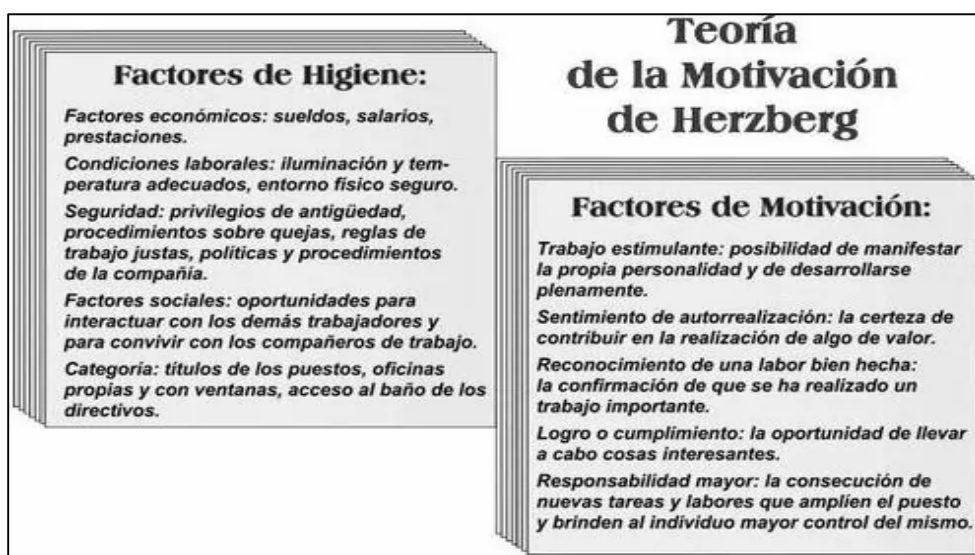 Teoría
de la Motivación
de Herzberg
Factores de Higiene:
Factores económicos: sueldos, salarios,
prestaciones.
Condiciones laborales: iluminación y tem-
peratura adecuados, entorno físico seguro.
Seguridad: privilegios de antigüedad,
procedimientos sobre quejas, reglas de
trabajo justas, políticas y procedimientos
de la compañía.
Factores sociales: oportunidades para
interactuar con los demás trabajadores y
para convivir con los compañeros de trabajo.
Categoría: títulos de los puestos, oficinas
propias y con ventanas, acceso al baño de los
directivos.
Factores de Motivación:
Trabajo estimulante: posibilidad de manifestar
la propia personalidad y de desarrollarse
plenamente.
Sentimiento de autorrealización: la certeza de
contribuir en la realización de algo de valor.
Reconocimiento de una labor bien hecha:
la confirmación de que se ha realizado un
trabajo importante.
Logro o cumplimiento: la oportunidad de llevar
a cabo cosas interesantes.
Responsabilidad mayor: la consecución de
nuevas tareas y labores que amplíen el puesto
y brinden al individuo mayor control del mismo.